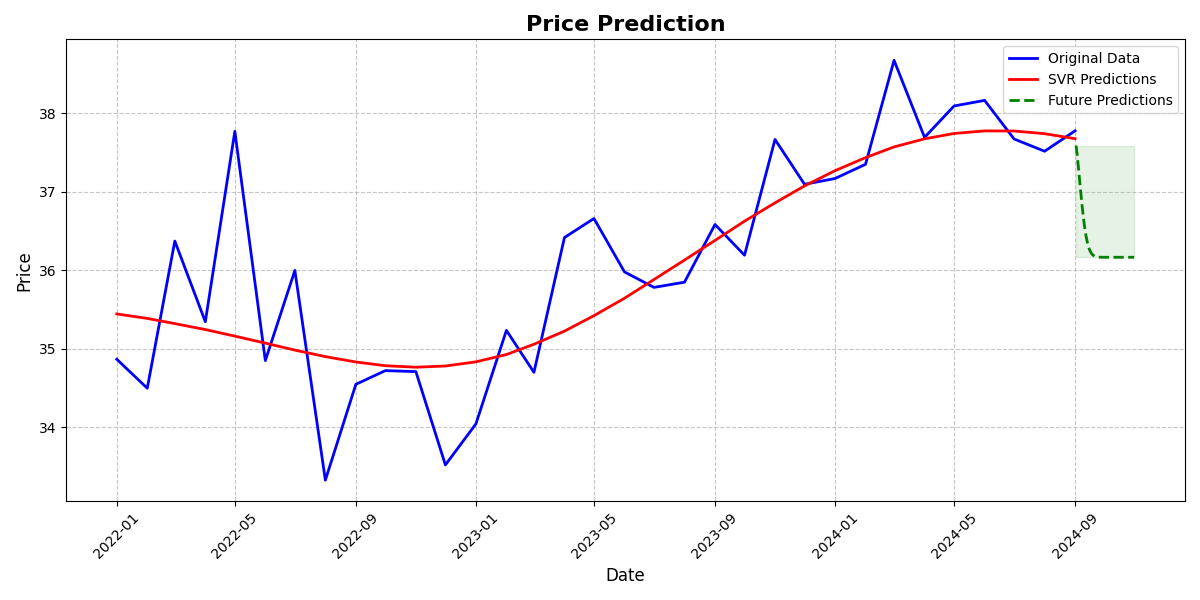 Price Prediction
Original Data
SVR Predictions
Future Predictions
Price
38
37
36
35
34
2022-01
2022-05
2022-09
2023-01
2023-05
2023-09
2024-01
2024-05
2024-09
Date